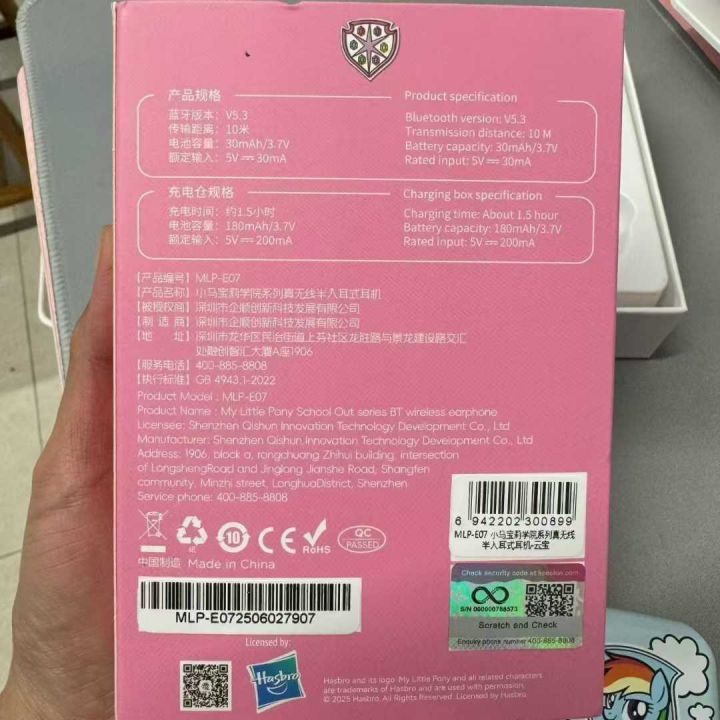 产品规格
蓝牙版本：V5.3
传输距离：10米
电池容量：30mAh/3.7V
额定输入：5V⎓30mA
Product specification
Bluetooth version: V5.3
Transmission distance: 10 M
Battery capacity: 30mAh/3.7V
Rated input: 5V⎓30mA
充电仓规格
充电时间：约1.5小时
电池容量：180mAh/3.7V
额定输入：5V⎓200mA
Charging box specification
Charging time: About 1.5 hour
Battery capacity: 180mAh/3.7V
Rated input: 5V⎓200mA
【产品编号】MLP-E07
【产品名称】小马宝莉学院系列真无线半入耳式耳机
【被授权商】深圳市企顺创新科技发展有限公司
【制 造 商】深圳市企顺创新科技发展有限公司
【地 址】深圳市龙华区民治街道上芬社区龙胜路与景龙建设路交汇
处融创智汇大厦A座1906
【服务电话】400-885-8808
【执行标准】GB 4943.1-2022
Product Model : MLP-E07
Product Name : My Little Pony School Out series BT wireless earphone
Licensee: Shenzhen Qishun Innovation Technology Development Co., Ltd
Manufacturer: Shenzhen Qishun,Innovation Technology Development Co., Ltd
Address: 1906, block a, rongchuang Zhihui building, intersection
of LongshengRoad and Jinglong Jianshe Road, Shangfen
community, Minzhi street, LonghuaDistrict, Shenzhen
Service phone: 400-885-8808
纸
10
CE
RoHS
QC
PASSED
中国制造 Made in China
6 942202 300899
MLP-E07 小马宝莉学院系列真无线
半入耳式耳机-云宝
MLP-E072506027907
S/N 060000788573
Scratch and Check
Enquiry phone number 400-885-8808
Licensed by:
Hasbro
Hasbro and its logo. My Little Pony and all related characters
are trademarks of Hasbro and are used with permission.
© 2025 Hasbro. All Rights Reserved.